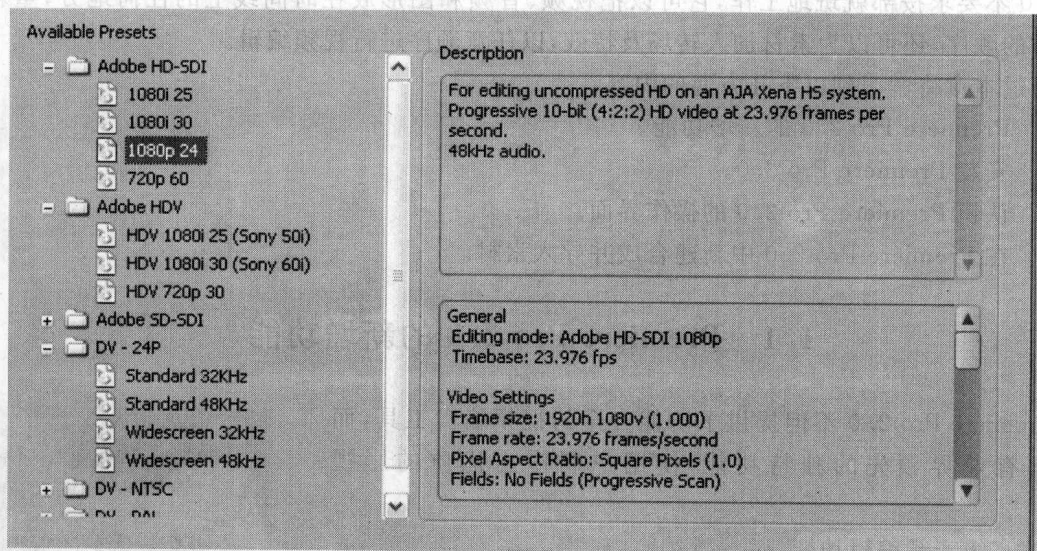 Available Presets
Adobe HD-SDI
1080i 25
1080i 30
1080p 24
720p 60
Adobe HDV
HDV 1080i 25 (Sony 50i)
HDV 1080i 30 (Sony 60i)
HDV 720p 30
Adobe SD-SDI
DV - 24P
Standard 32KHz
Standard 48KHz
Widescreen 32kHz
Widescreen 48kHz
DV - NTSC
DV - PAL
Description
For editing uncompressed HD on an AJA Xena HS system.
Progressive 10-bit (4:2:2) HD video at 23.976 frames per
second.
48kHz audio.
General
Editing mode: Adobe HD-SDI 1080p
Timebase: 23.976 fps
Video Settings
Frame size: 1920h 1080v (1.000)
Frame rate: 23.976 frames/second
Pixel Aspect Ratio: Square Pixels (1.0)
Fields: No Fields (Progressive Scan)